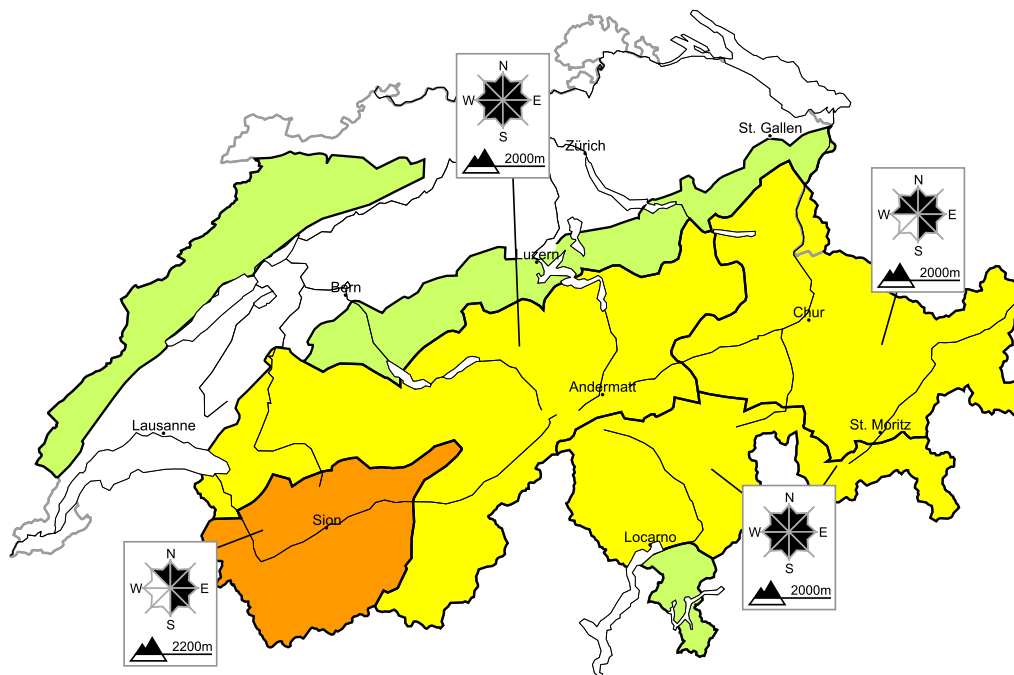 N
W E
S
2000m
St. Gallen
Zürich
N
W E
S
2000m
Luzern
Bern
Chur
Andermatt
Lausanne
St. Moritz
N
W E
S
2000m
Sion
Locarno
N
W E
S
2200m